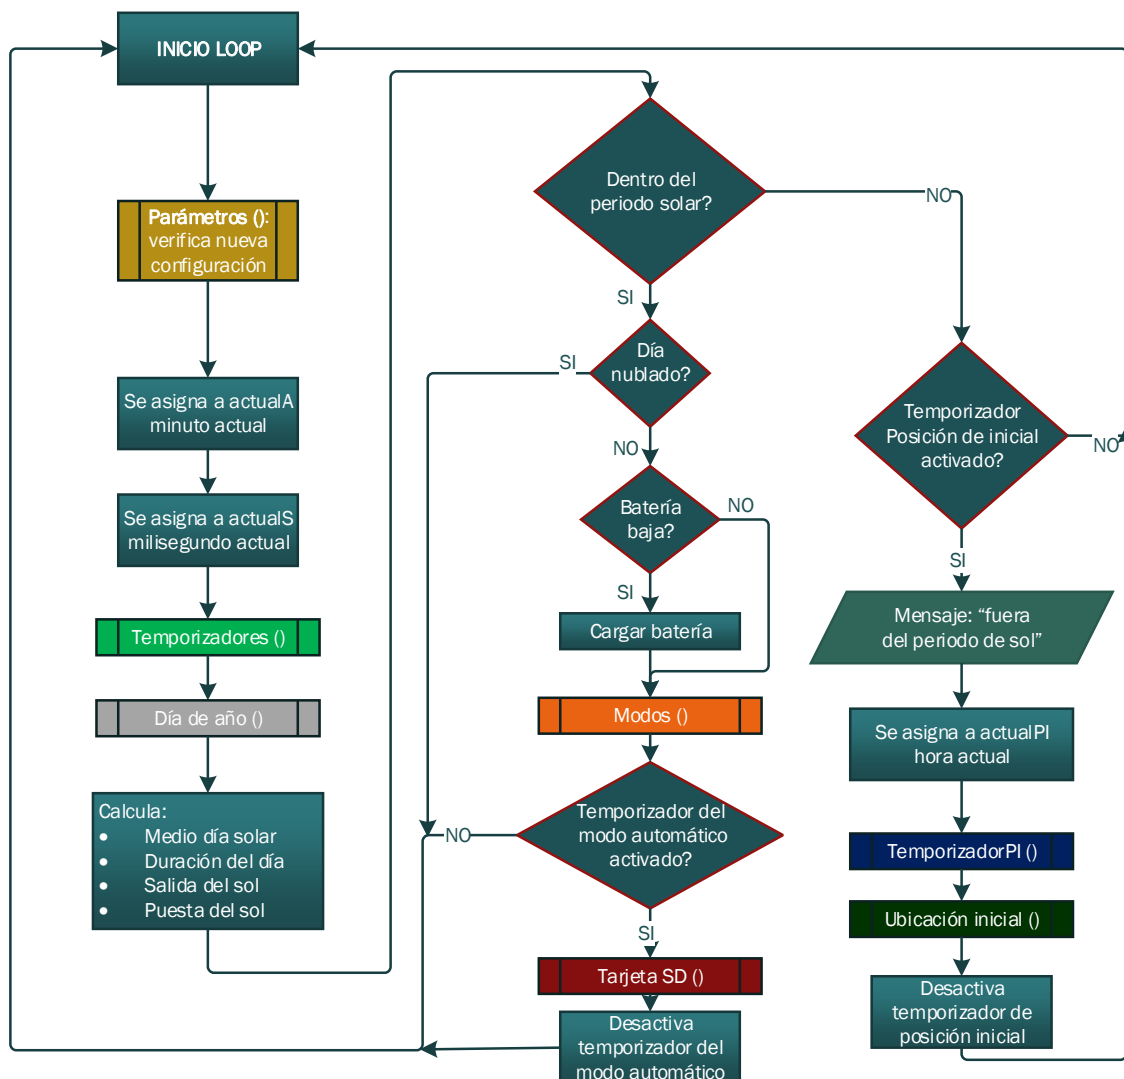 INICIO LOOP
Parámetros ():
verifica nueva
configuración
Se asigna a actualA
minuto actual
Se asigna a actualS
milisegundo actual
Temporizadores ()
Día de año ()
Calcula:
• Medio día solar
• Duración del día
• Salida del sol
• Puesta del sol
Dentro del
periodo solar?
NO
SI
Día
nublado?
SI
NO
Batería
baja?
NO
SI
Cargar batería
Modos ()
Temporizador del
modo automático
activado?
NO
SI
Tarjeta SD ()
Desactiva
temporizador del
modo automático
Temporizador
Posición de inicial
activado?
NO
SI
Mensaje: “fuera
del periodo de sol”
Se asigna a actualPI
hora actual
TemporizadorPI ()
Ubicación inicial ()
Desactiva
temporizador de
posición inicial